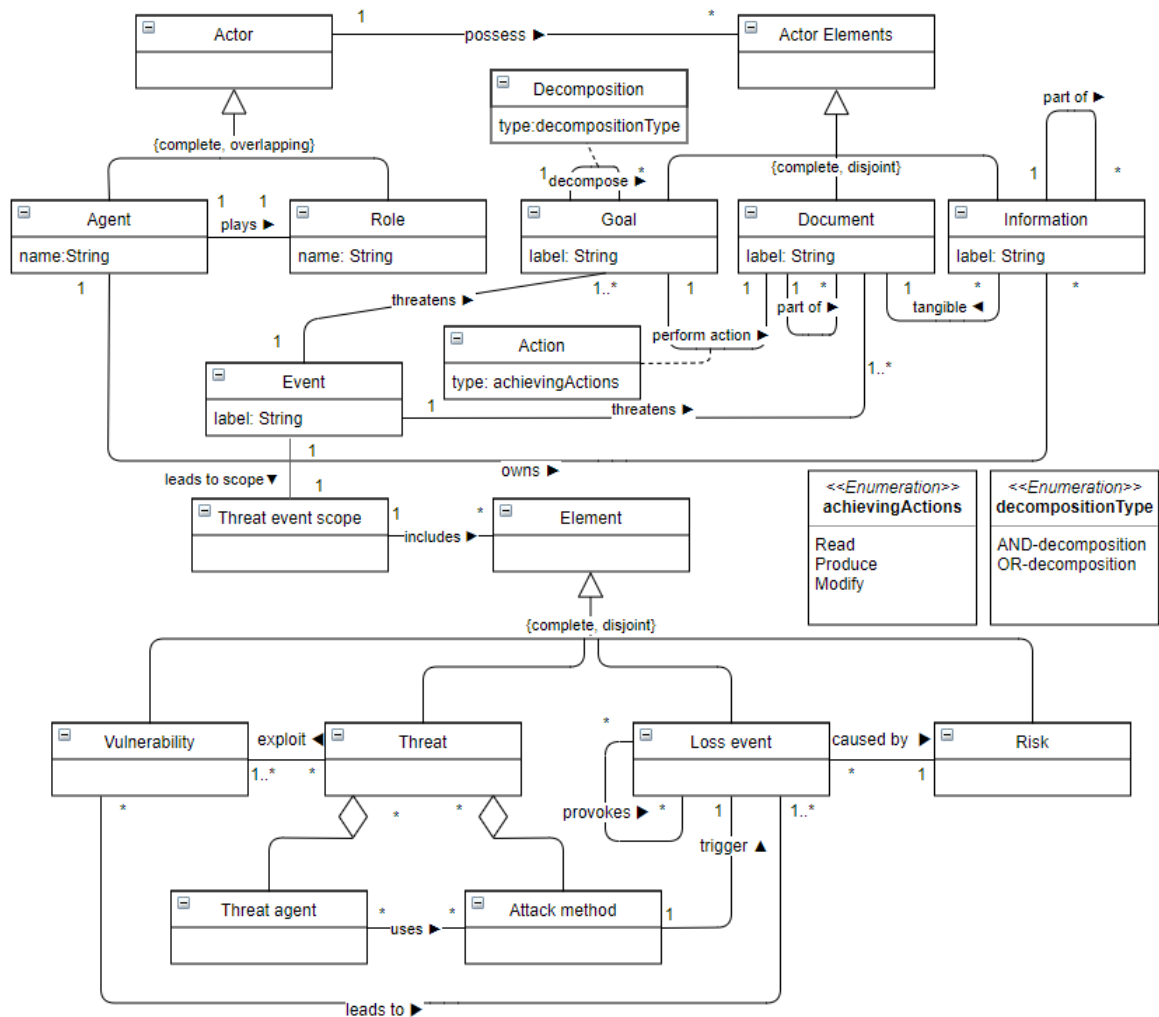 Actor
1
possess ►
*
Actor Elements
Decomposition
type:decompositionType
part of ►
1
*
{complete, overlapping}
{complete, disjoint}
1
decompose ►
*
Agent
name:String
1
plays ►
1
Role
name: String
Goal
label: String
Document
label: String
Information
label: String
1
threatens ►
1..*
1
perform action ►
1
1
part of ►
*
1
tangible ◄
*
*
1
Action
type: achievingActions
1..*
Event
label: String
1
threatens ►
1
leads to scope▼
1
owns ►
Threat event scope
1
includes ►
*
Element
<<Enumeration>>
achievingActions
Read
Produce
Modify
<<Enumeration>>
decompositionType
AND-decomposition
OR-decomposition
{complete, disjoint}
Vulnerability
exploit ◄
1..*
*
Threat
*
Loss event
caused by ►
*
1
Risk
*
*
*
provokes ►
*
1
trigger ▲
1..*
Threat agent
*
uses ►
*
Attack method
1
leads to ►